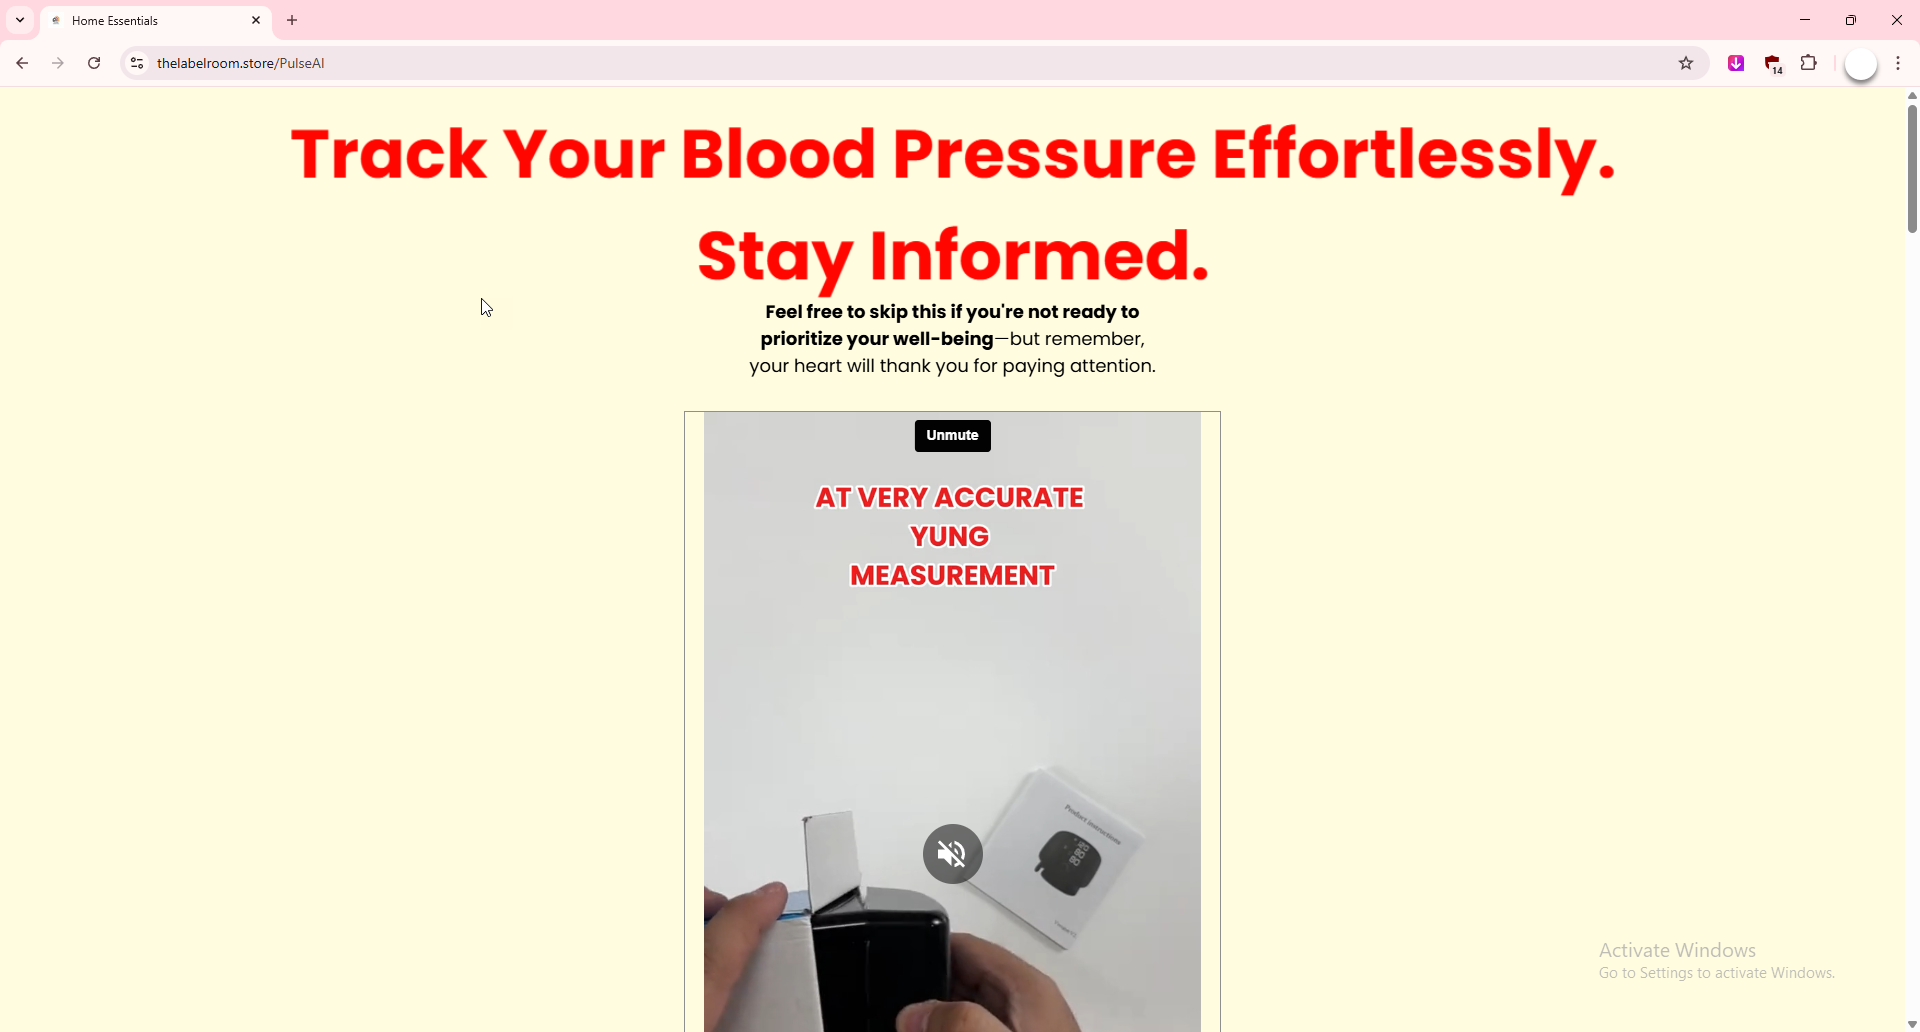 Home Essentials
thelabelroom.store/PulseAI
14
Track Your Blood Pressure Effortlessly.
Stay Informed.
Feel free to skip this if you're not ready to
prioritize your well-being—but remember,
your heart will thank you for paying attention.
Unmute
AT VERY ACCURATE
YUNG
MEASUREMENT
Product Instructions
Activate Windows
Go to Settings to activate Windows.